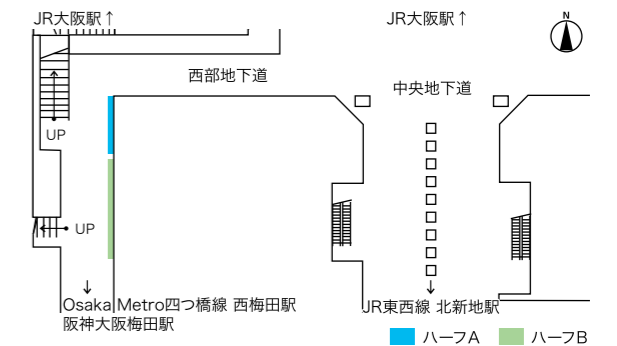 JR大阪駅↑
JR大阪駅↑
N
西部地下道
中央地下道
UP
UP
Osaka Metro四つ橋線 西梅田駅
阪神大阪梅田駅
JR東西線 北新地駅
ハーフA
ハーフB